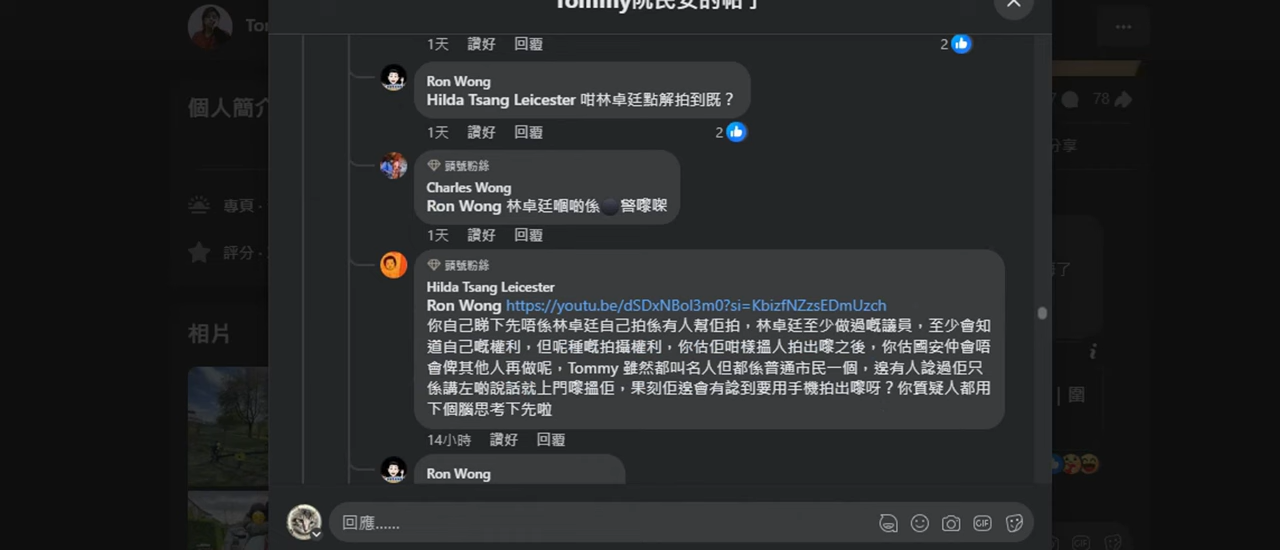 Tommy阮民安的帖子
1天 讚好 回覆 2
Ron Wong
Hilda Tsang Leicester 咁林卓廷點解拍到既？
1天 讚好 回覆 2
頭號粉絲
Charles Wong
Ron Wong 林卓廷嗰啲係⚫警嚟㗎
1天 讚好 回覆
頭號粉絲
Hilda Tsang Leicester
Ron Wong https://youtu.be/dSDxNBoI3m0?si=KbizfNZzsEDmUzch
你自己睇下先唔係林卓廷自己拍係有人幫佢拍，林卓廷至少做過嘅議員，至少會知
道自己嘅權利，但呢種嘅拍攝權利，你估佢咁樣搵人拍出嚟之後，你估國安仲會唔
會俾其他人再做呢，Tommy 雖然都叫名人但都係普通市民一個，邊有人諗過佢只
係講左啲說話就上門嚟搵佢，果刻佢邊會有諗到要用手機拍出嚟呀？你質疑人都用
下個腦思考下先啦
14小時 讚好 回覆
Ron Wong
回應......
GIF
個人簡介
專頁 ·
評分 ·
相片
78
分享